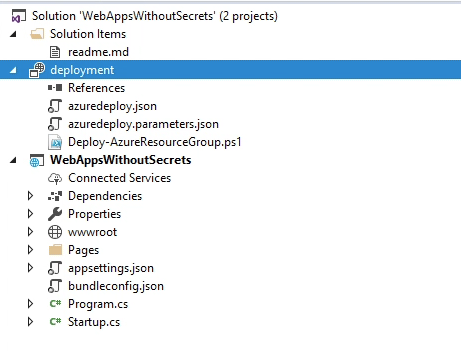 Solution 'WebAppsWithoutSecrets' (2 projects)
Solution Items
readme.md
deployment
References
azuredeploy.json
azuredeploy.parameters.json
Deploy-AzureResourceGroup.ps1
WebAppsWithoutSecrets
Connected Services
Dependencies
Properties
wwwroot
Pages
appsettings.json
bundleconfig.json
C# Program.cs
C# Startup.cs